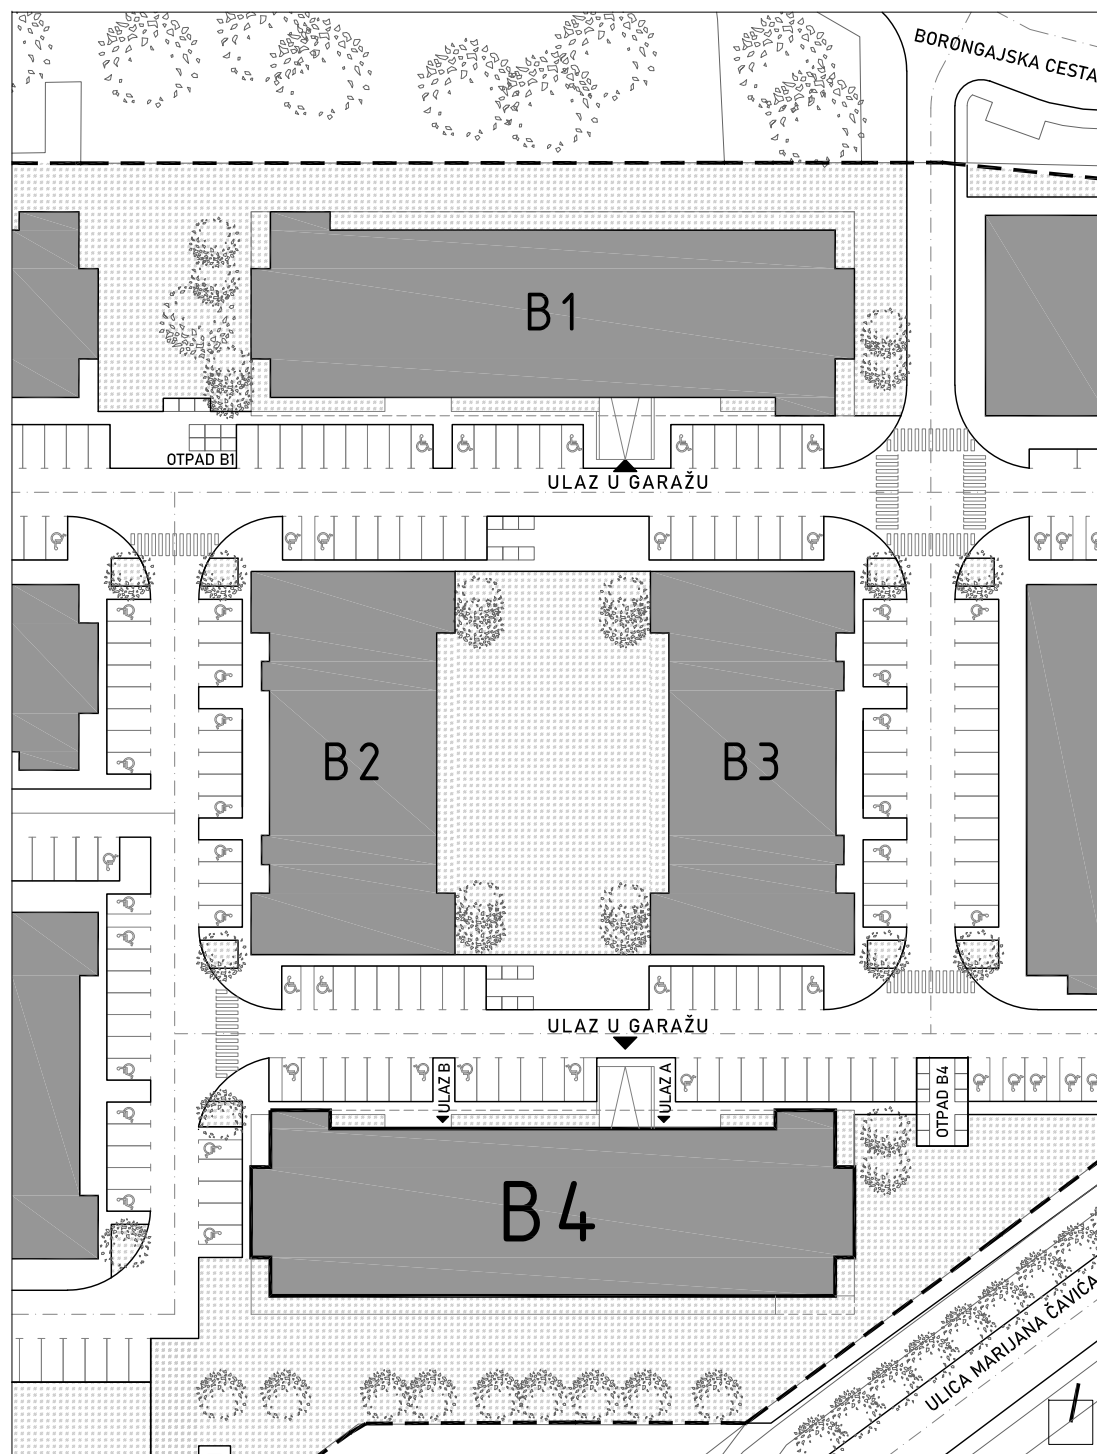 BORONGAJSKA CESTA
B1
OTPAD B1
ULAZ U GARAŽU
B2
B3
ULAZ U GARAŽU
ULAZ B
ULAZ A
OTPAD B4
B4
ULICA MARIJANA ČAVIĆA